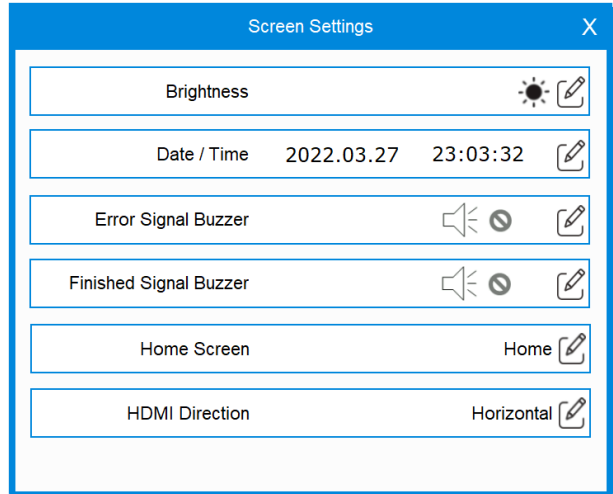 Screen Settings X
Brightness
Date / Time 2022.03.27 23:03:32
Error Signal Buzzer
Finished Signal Buzzer
Home Screen Home
HDMI Direction Horizontal